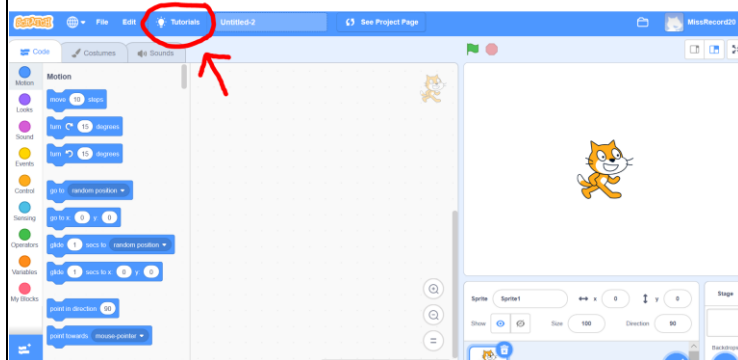 SCRATCH File Edit Tutorials Untitled-2 See Project Page MissRecord20
Code Costumes Sounds
Motion
Looks
Sound
Events
Control
Sensing
Operators
Variables
My Blocks
Motion
move 10 steps
turn 15 degrees
turn 15 degrees
go to random position
go to x: 0 y: 0
glide 1 secs to random position
glide 1 secs to x: 0 y: 0
point in direction 90
point towards mouse-pointer
Sprite Sprite1 x 0 y 0
Show Size 100 Direction 90
Stage